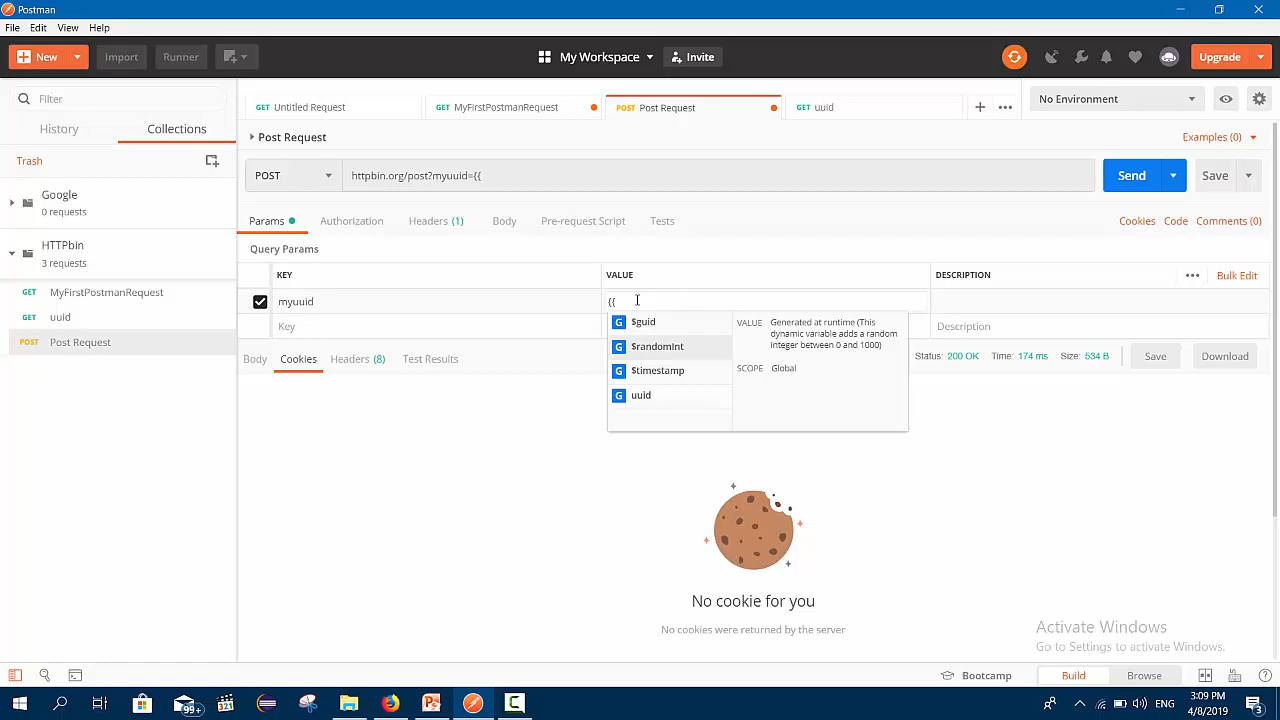 Postman
File Edit View Help
New Import Runner My Workspace Invite Upgrade
Filter
History Collections
Trash
Google
0 requests
HTTPbin
3 requests
GET MyFirstPostmanRequest
GET uuid
POST Post Request
GET Untitled Request GET MyFirstPostmanRequest POST Post Request GET uuid No Environment
Post Request Examples (0)
POST httpbin.org/post?myuuid={{ Send Save
Params Authorization Headers (1) Body Pre-request Script Tests Cookies Code Comments (0)
Query Params
KEY VALUE DESCRIPTION Bulk Edit
myuuid {{
Key Description
G $guid
G $randomInt
G $timestamp
G uuid
VALUE Generated at runtime (This
dynamic variable adds a random
integer between 0 and 1000)
SCOPE Global
Body Cookies Headers (8) Test Results Status: 200 OK Time: 174 ms Size: 534 B Save Download
No cookie for you
No cookies were returned by the server
Activate Windows
Go to Settings to activate Windows.
Bootcamp Build Browse
99+ 321 ENG 3:09 PM
4/8/2019 3